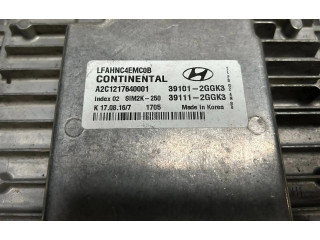 LFAHNC4EMC0B
CONTINENTAL
A2C1217640001 39101-2GGK3
Index 02 SIM2K-250 39111-2GGK3
K 17.08.16/7 1705 Made in Korea